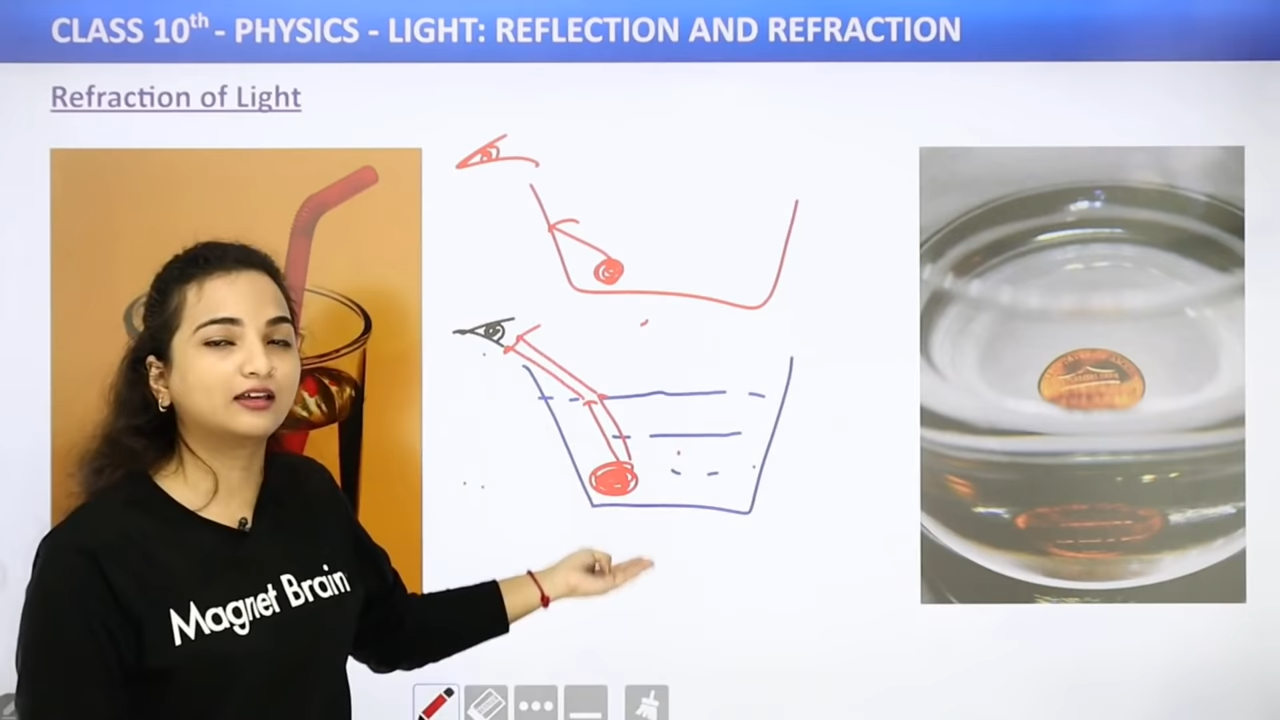 CLASS 10th - PHYSICS - LIGHT: REFLECTION AND REFRACTION
Refraction of Light
Magnet Brain